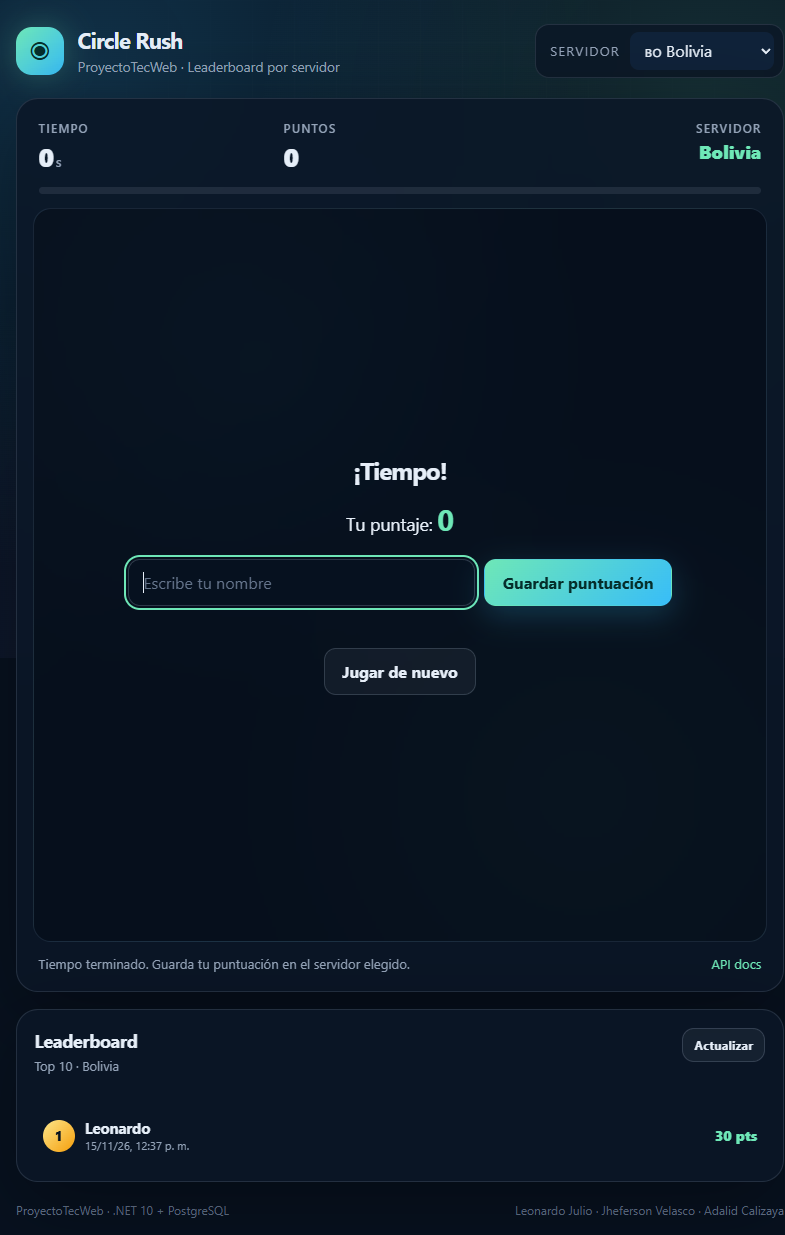 Circle Rush
ProyectoTecWeb · Leaderboard por servidor
SERVIDOR
BO Bolivia
TIEMPO
PUNTOS
SERVIDOR
0s
0
Bolivia
¡Tiempo!
Tu puntaje: 0
Escribe tu nombre
Guardar puntuación
Jugar de nuevo
Tiempo terminado. Guarda tu puntuación en el servidor elegido.
API docs
Leaderboard
Top 10 · Bolivia
Actualizar
1
Leonardo
15/11/26, 12:37 p. m.
30 pts
ProyectoTecWeb · .NET 10 + PostgreSQL
Leonardo Julio · Jheferson Velasco · Adalid Calizaya